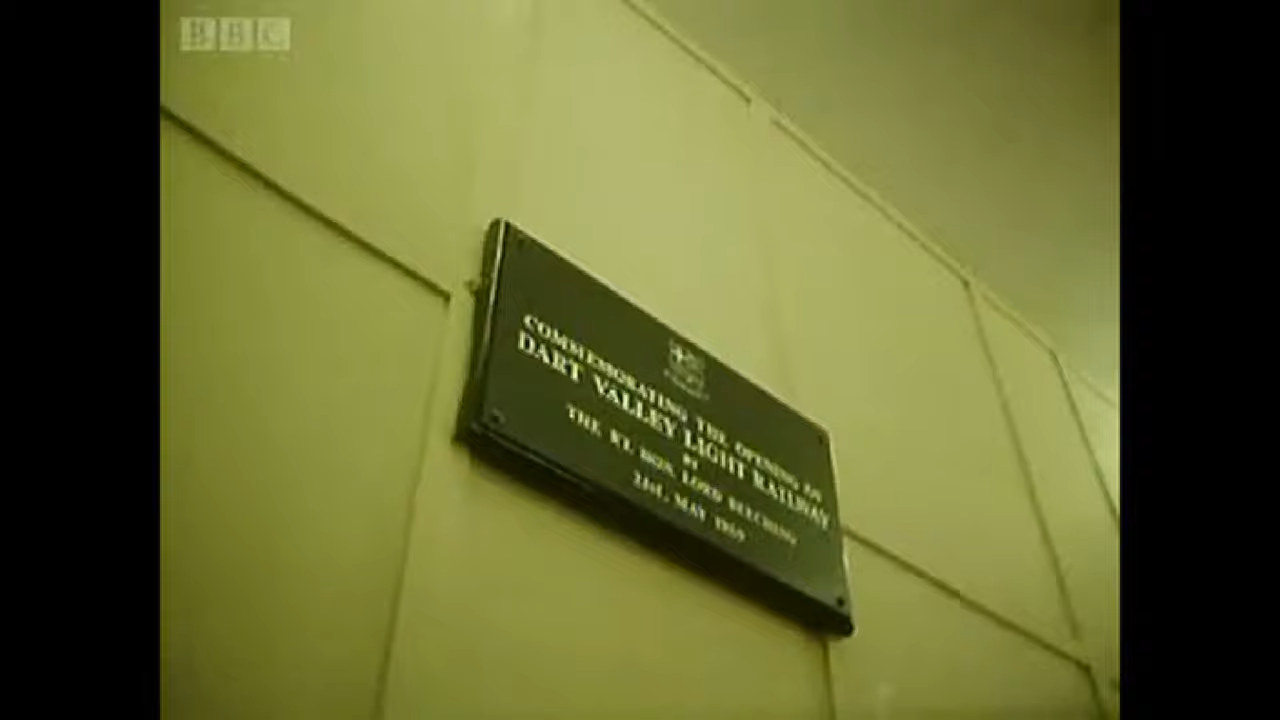 BBC
COMMEMORATING THE OPENING OF
DART VALLEY LIGHT RAILWAY
BY
THE RT. HON. LORD BEECHING
21st. MAY 1969